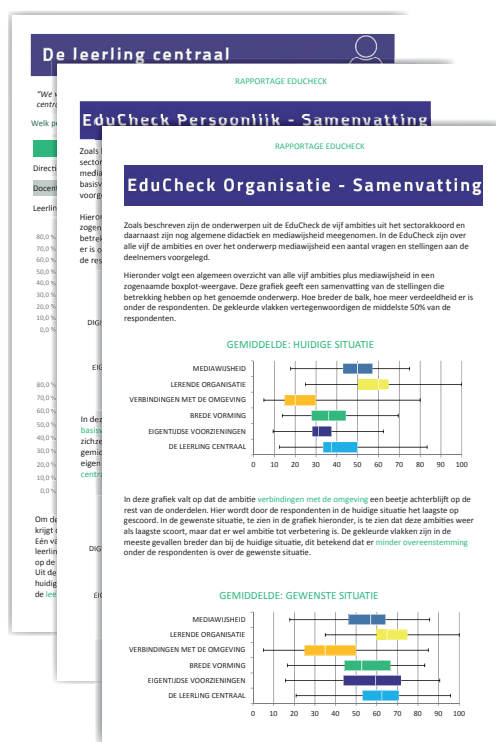 De leerling centraal
"We
centra
Welk pe
Directi
Docent
Leerlin
80,0 %
70,0 %
60,0 %
50,0 %
40,0 %
30,0 %
20,0 %
10,0 %
0,0 %
80,0 %
70,0 %
60,0 %
50,0 %
40,0 %
30,0 %
20,0 %
10,0 %
0,0 %
Om de
krijgt d
Eén va
leerlin
op de
Uit de
huidig
de lee
RAPPORTAGE EDUCHECK
EduCheck Persoonlijk - Samenvatting
Zoals
sector
media
basisv
voorg
Hieron
zogen
betrek
er is o
de res
DIGI
EIG
In dez
basisv
zichze
gemid
eigen
centra
DIG
EIG
RAPPORTAGE EDUCHECK
EduCheck Organisatie - Samenvatting
Zoals beschreven zijn de onderwerpen uit de EduCheck de vijf ambities uit het sectorakkoord en
daarnaast zijn nog algemene didactiek en mediawijsheid meegenomen. In de EduCheck zijn over
alle vijf de ambities en over het onderwerp mediawijsheid een aantal vragen en stellingen aan de
deelnemers voorgelegd.
Hieronder volgt een algemeen overzicht van alle vijf ambities plus mediawijsheid in een
zogenaamde boxplot-weergave. Deze grafiek geeft een samenvatting van de stellingen die
betrekking hebben op het genoemde onderwerp. Hoe breder de balk, hoe meer verdeeldheid er is
onder de respondenten. De gekleurde vlakken vertegenwoordigen de middelste 50% van de
respondenten.
GEMIDDELDE: HUIDIGE SITUATIE
MEDIAWIJSHEID
LERENDE ORGANISATIE
VERBINDINGEN MET DE OMGEVING
BREDE VORMING
EIGENTIJDSE VOORZIENINGEN
DE LEERLING CENTRAAL
0 10 20 30 40 50 60 70 80 90 100
In deze grafiek valt op dat de ambitie verbindingen met de omgeving een beetje achterblijft op de
rest van de onderdelen. Hier wordt door de respondenten in de huidige situatie het laagste op
gescoord. In de gewenste situatie, te zien in de grafiek hieronder, is te zien dat deze ambities weer
als laagste scoort, maar dat er wel ambitie tot verbetering is. De gekleurde vlakken zijn in de
meeste gevallen breder dan bij de huidige situatie, dit betekend dat er minder overeenstemming
onder de respondenten is over de gewenste situatie.
GEMIDDELDE: GEWENSTE SITUATIE
MEDIAWIJSHEID
LERENDE ORGANISATIE
VERBINDINGEN MET DE OMGEVING
BREDE VORMING
EIGENTIJDSE VOORZIENINGEN
DE LEERLING CENTRAAL
0 10 20 30 40 50 60 70 80 90 100